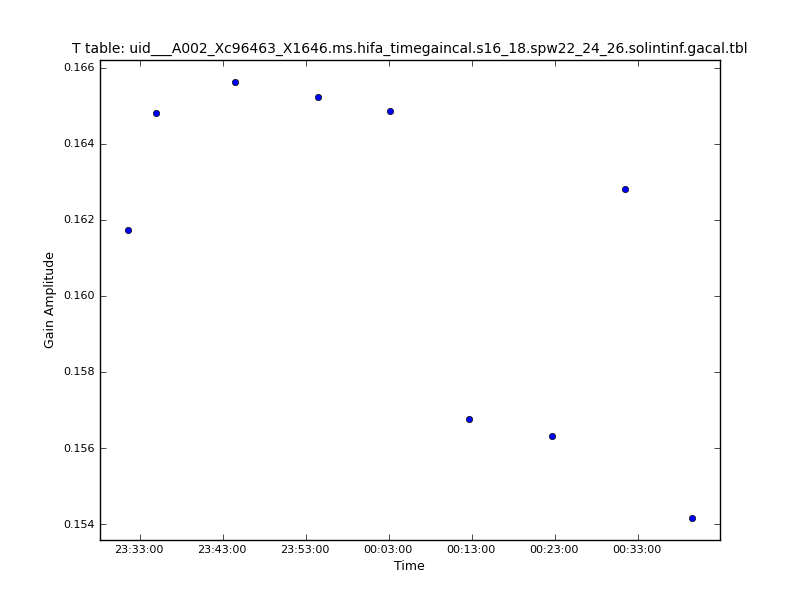 T table: uid___A002_Xc96463_X1646.ms.hifa_timegaincal.s16_18.spw22_24_26.solintinf.gacal.tbl
0.166
0.164
0.162
0.160
0.158
0.156
0.154
Gain Amplitude
23:33:00 23:43:00 23:53:00 00:03:00 00:13:00 00:23:00 00:33:00
Time